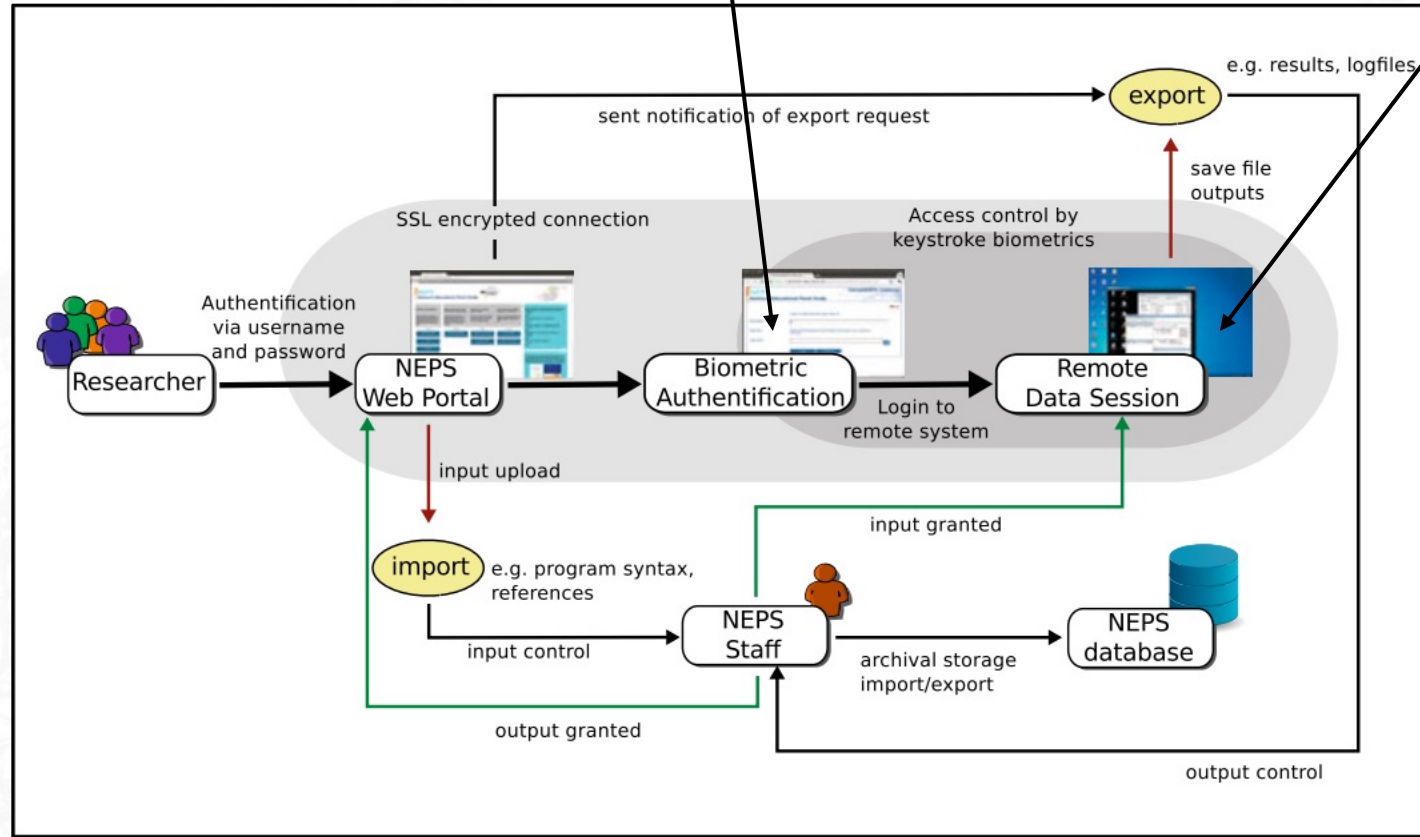 e.g. results, logfiles
export
sent notification of export request
save file
outputs
SSL encrypted connection
Access control by
keystroke biometrics
Authentification
via username
and password
Researcher
NEPS
Web Portal
Biometric
Authentification
Remote
Data Session
Login to
remote system
input upload
input granted
import
e.g. program syntax,
references
NEPS
Staff
NEPS
database
input control
archival storage
import/export
output granted
output control